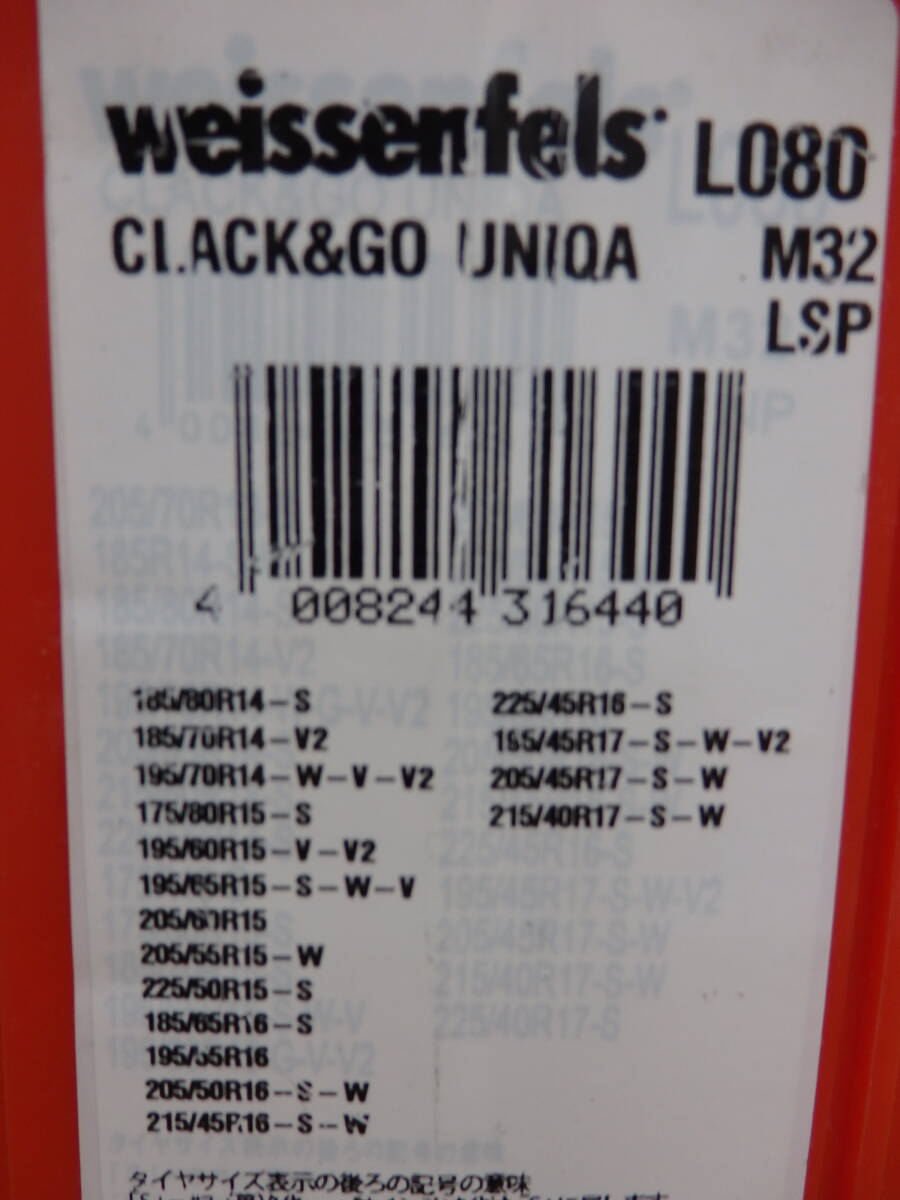 weissenfels
L080
CLACK&GO UNIQA
M32
LSP
4 008244 316440
185/80R14-S
185/70R14-V2
195/70R14-W-V-V2
175/80R15-S
195/60R15-V-V2
195/65R15-S-W-V
205/60R15
205/55R15-W
225/50R15-S
185/65R16-S
195/55R16
205/50R16-S-W
215/45R16-S-W
225/45R16-S
195/45R17-S-W-V2
205/45R17-S-W
215/40R17-S-W
タイヤサイズ表示の後ろの記号の意味